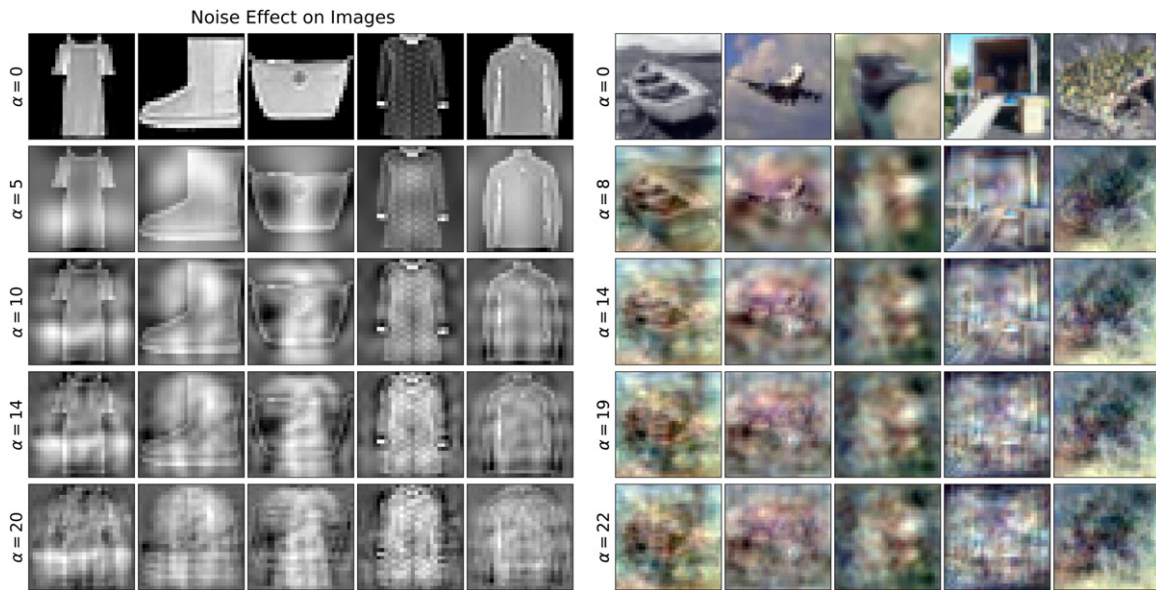 Noise Effect on Images
α = 0
α = 5
α = 10
α = 14
α = 20
α = 0
α = 8
α = 14
α = 19
α = 22